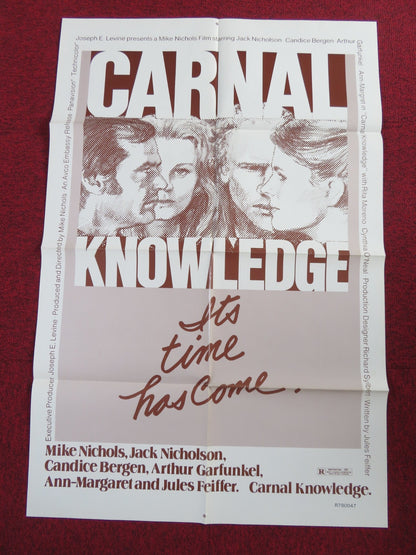 Joseph E. Levine presents a Mike Nichols Film starring Jack Nicholson Candice Bergen Arthur
Garfunkel, Ann-Margret in "Carnal Knowledge." with Rita Moreno. Cynthia O'Neal. Production Designer Richard Sylbert. Written by Jules Feiffer
Executive Producer Joseph E. Levine Produced and Directed by Mike Nichols An Avco Embassy Release Panavision® Technicolor®
CARNAL
KNOWLEDGE
It's
time
has come.
Mike Nichols, Jack Nicholson,
Candice Bergen, Arthur Garfunkel,
Ann-Margaret and Jules Feiffer. Carnal Knowledge.
R
R780047